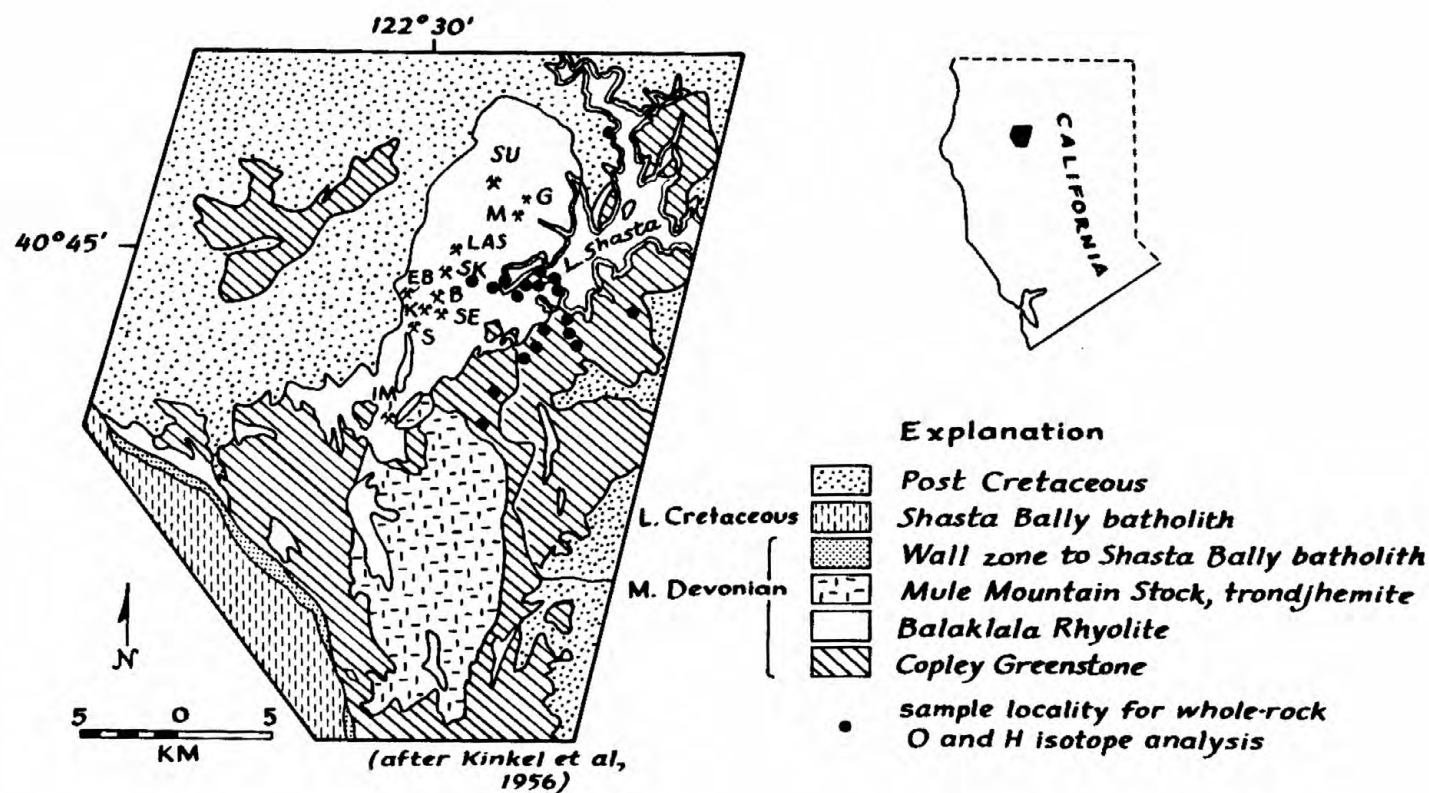 122°30'
40°45'
SU
G
M
LAS
SK
EB
B
K
SE
S
IM
L. Shasta
N
5 0 5
KM
(after Kinkel et al,
1956)
CALIFORNIA
Explanation
Post Cretaceous
L. Cretaceous
Shasta Bally batholith
Wall zone to Shasta Bally batholith
M. Devonian
Mule Mountain Stock, trondjhemite
Balaklala Rhyolite
Copley Greenstone
sample locality for whole-rock
O and H isotope analysis